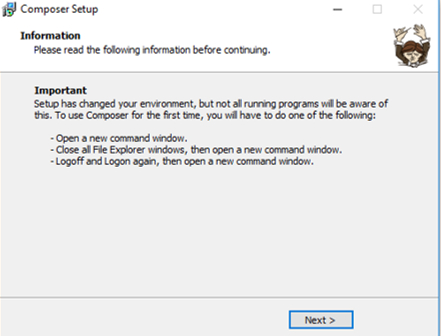 Composer Setup
Information
Please read the following information before continuing.
Important
Setup has changed your environment, but not all running programs will be aware of
this. To use Composer for the first time, you will have to do one of the following:
- Open a new command window.
- Close all File Explorer windows, then open a new command window.
- Logoff and Logon again, then open a new command window.
Next >